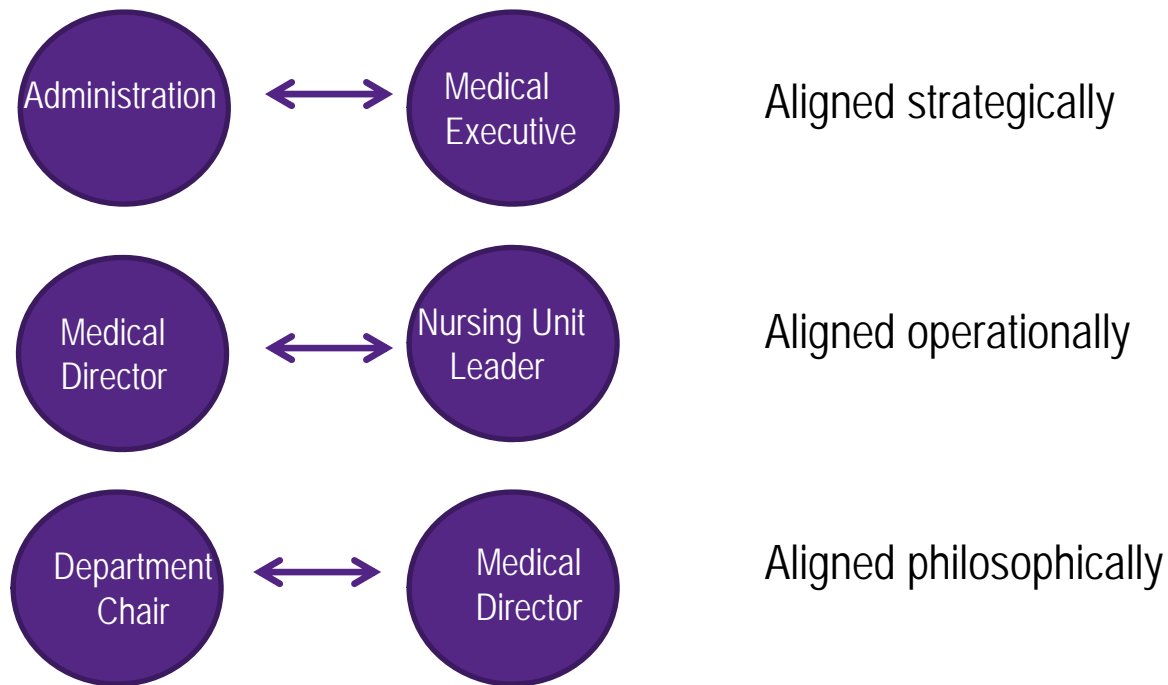 Administration
Medical
Executive
Aligned strategically
Medical
Director
Nursing Unit
Leader
Aligned operationally
Department
Chair
Medical
Director
Aligned philosophically